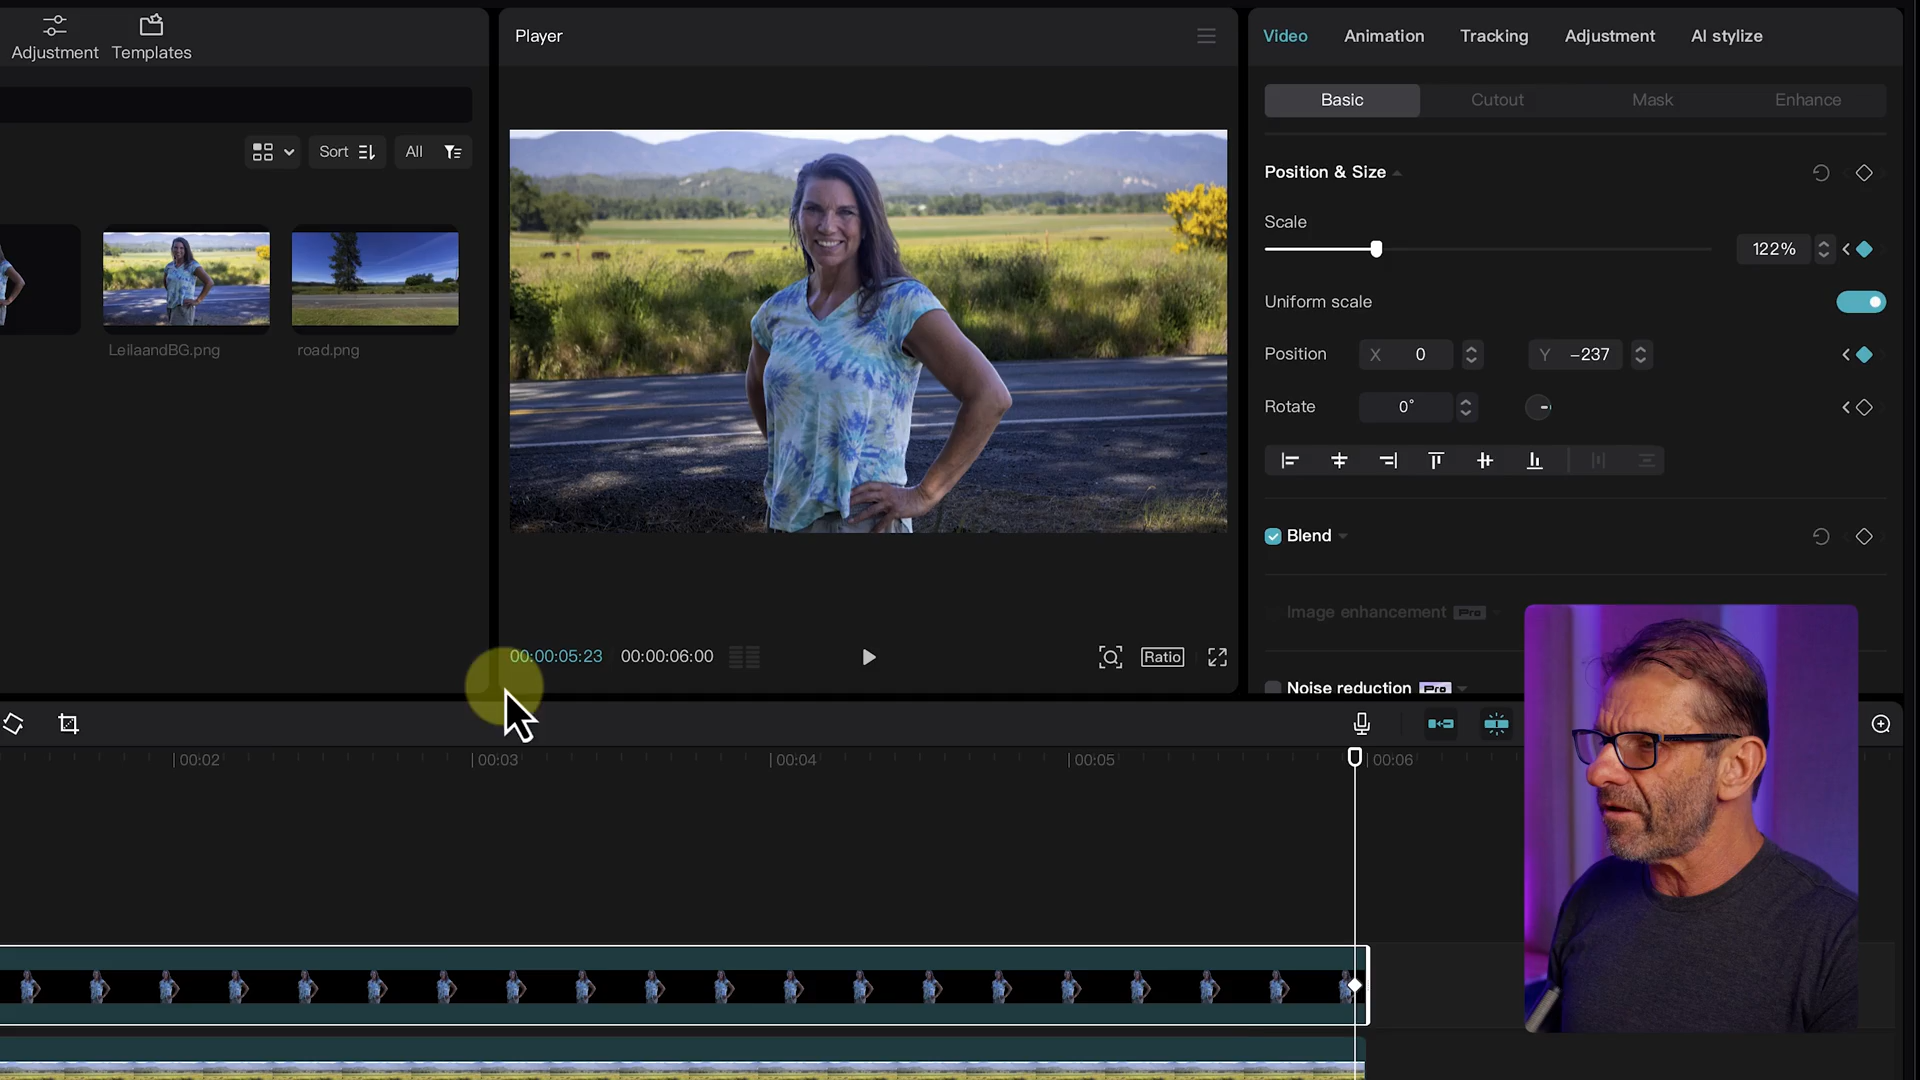 Adjustment Templates
Player
Video Animation Tracking Adjustment AI stylize
Basic Cutout Mask Enhance
Sort All
Position & Size
Scale
122%
Uniform scale
Position X 0 Y -237
Rotate 0°
LeilaandBG.png road.png
Blend
Image enhancement Pro
Noise reduction Pro
00:00:05:23 00:00:06:00
Ratio
00:02 00:03 00:04 00:05 00:06